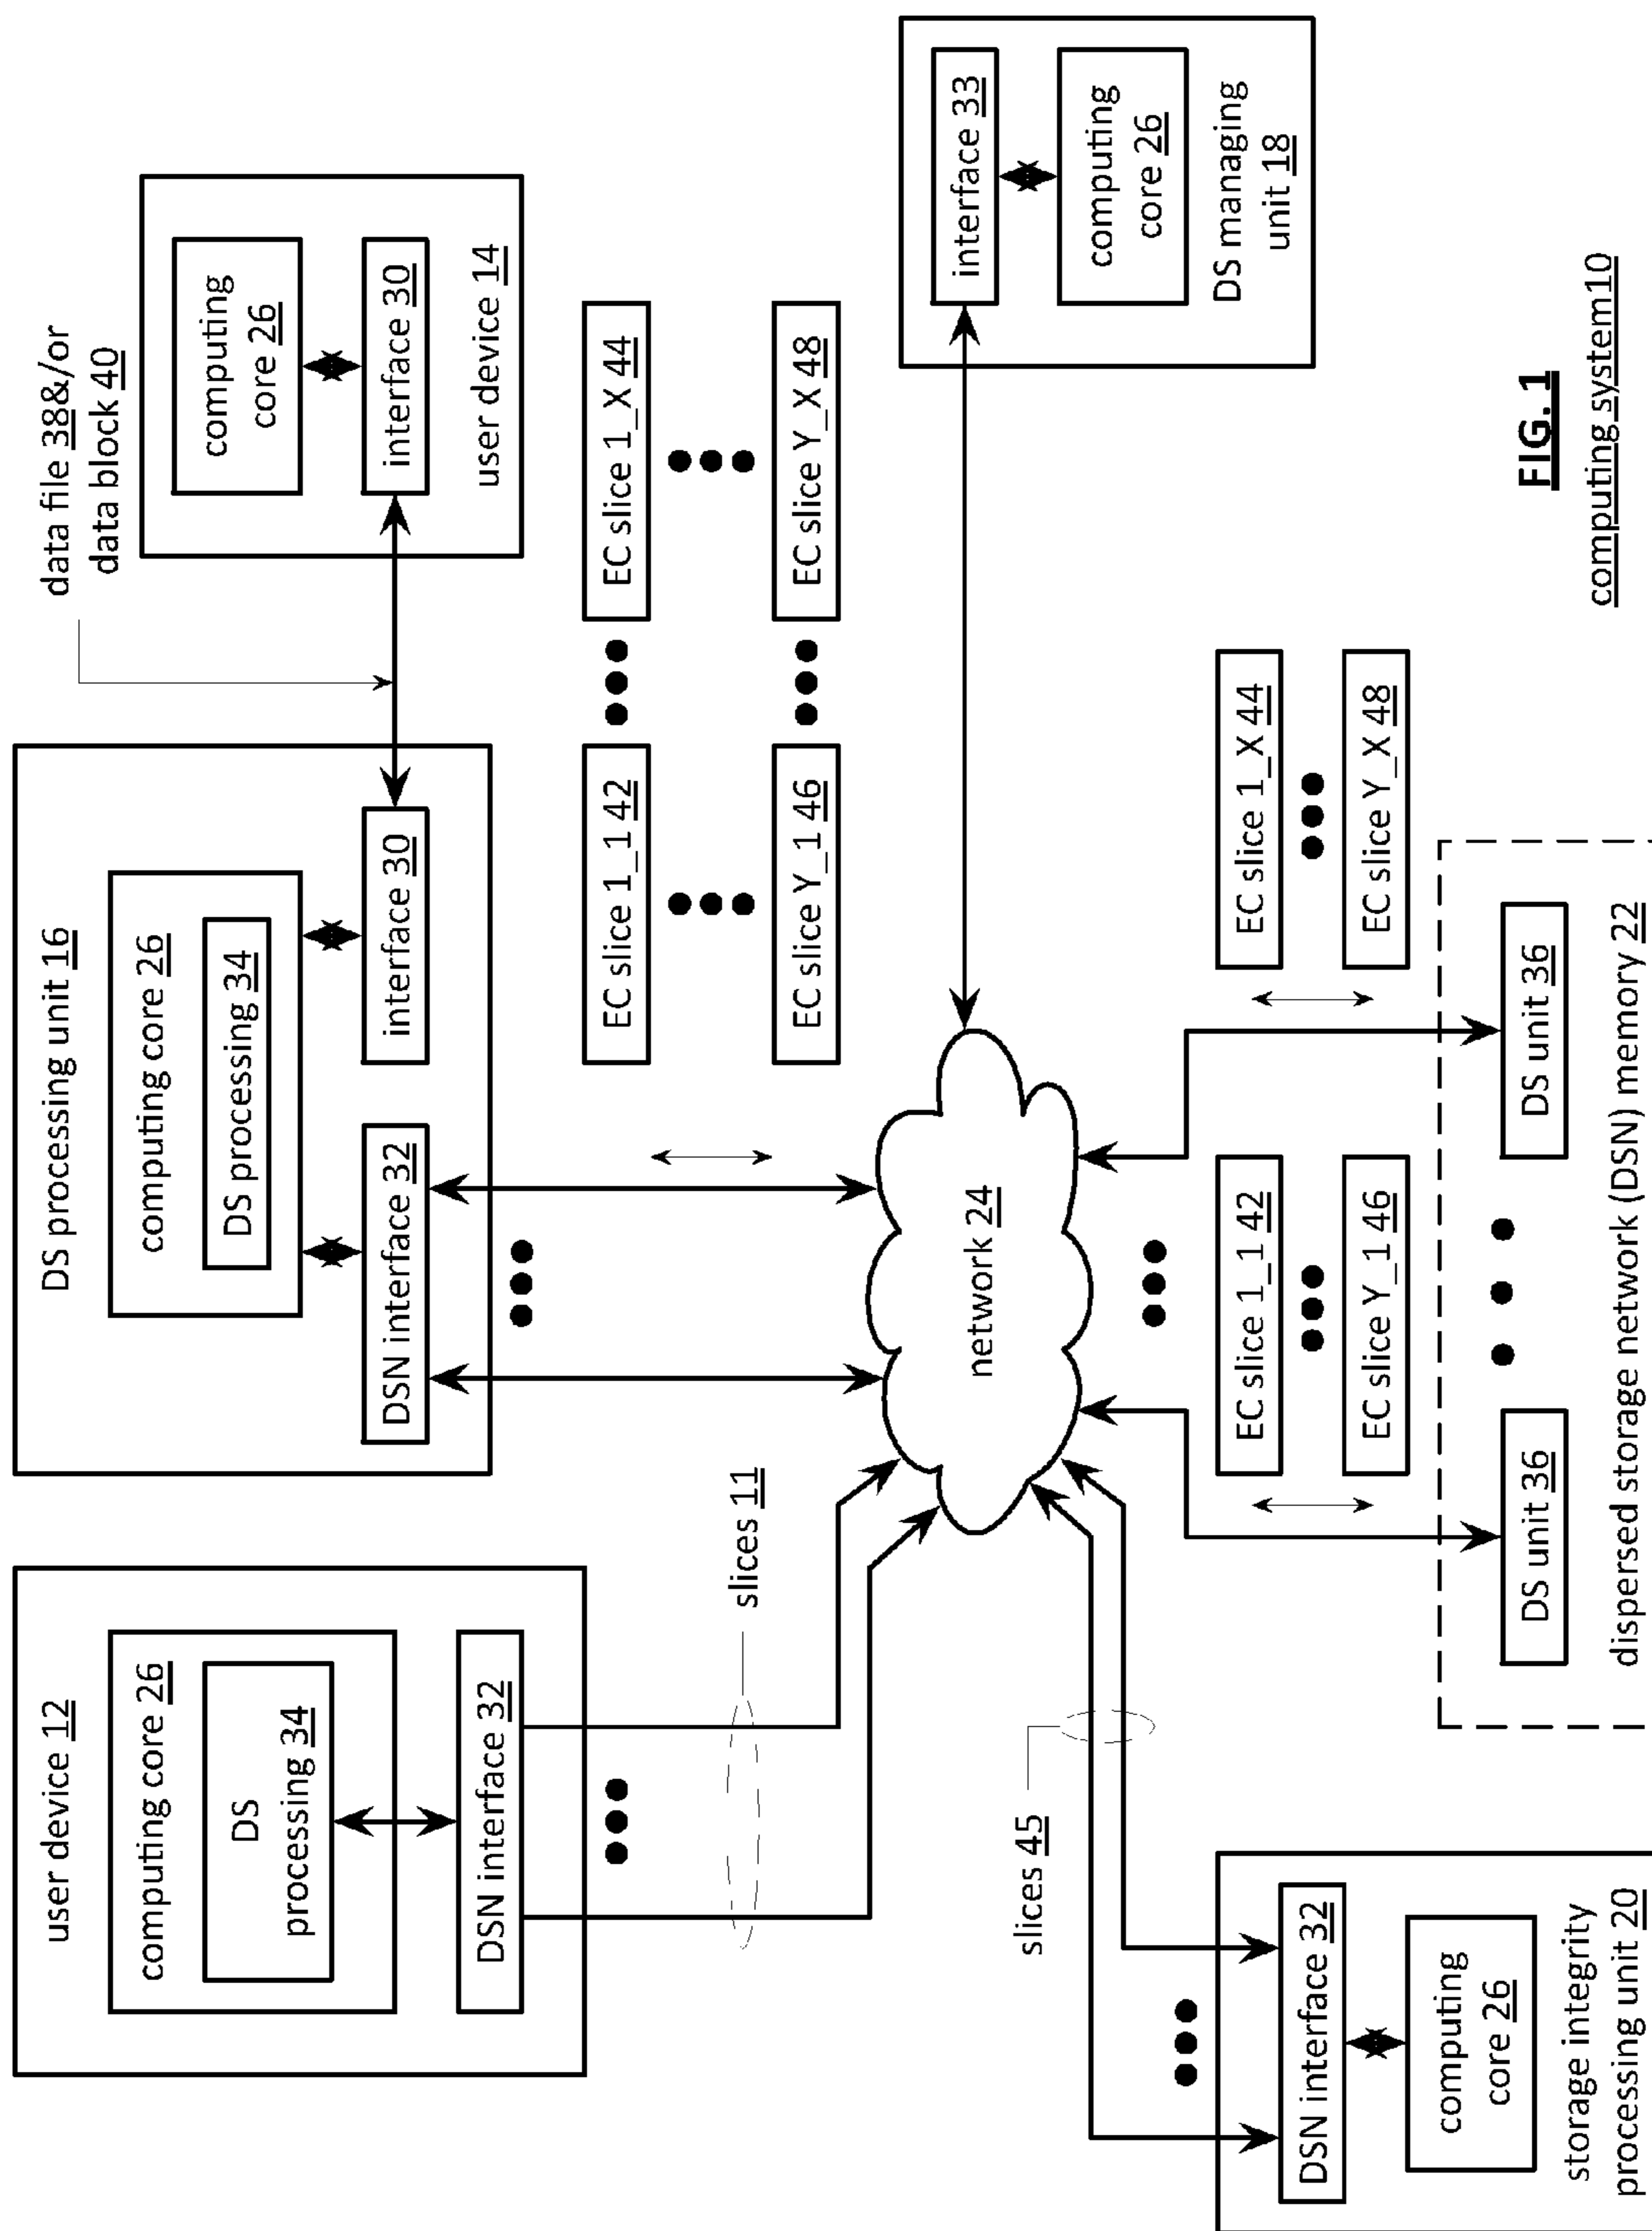 user device 12
computing core 26
DS
processing 34
DSN interface 32
slices 11
DS processing unit 16
computing core 26
DS processing 34
DSN interface 32
interface 30
data file 38&/or
data block 40
computing
core 26
interface 30
user device 14
EC slice 1_1 42
EC slice 1_X 44
EC slice Y_1 46
EC slice Y_X 48
network 24
interface 33
computing
core 26
DS managing
unit 18
slices 45
DSN interface 32
computing
core 26
storage integrity
processing unit 20
EC slice 1_1 42
EC slice Y_1 46
EC slice 1_X 44
EC slice Y_X 48
DS unit 36
DS unit 36
dispersed storage network (DSN) memory 22
FIG. 1
computing system10